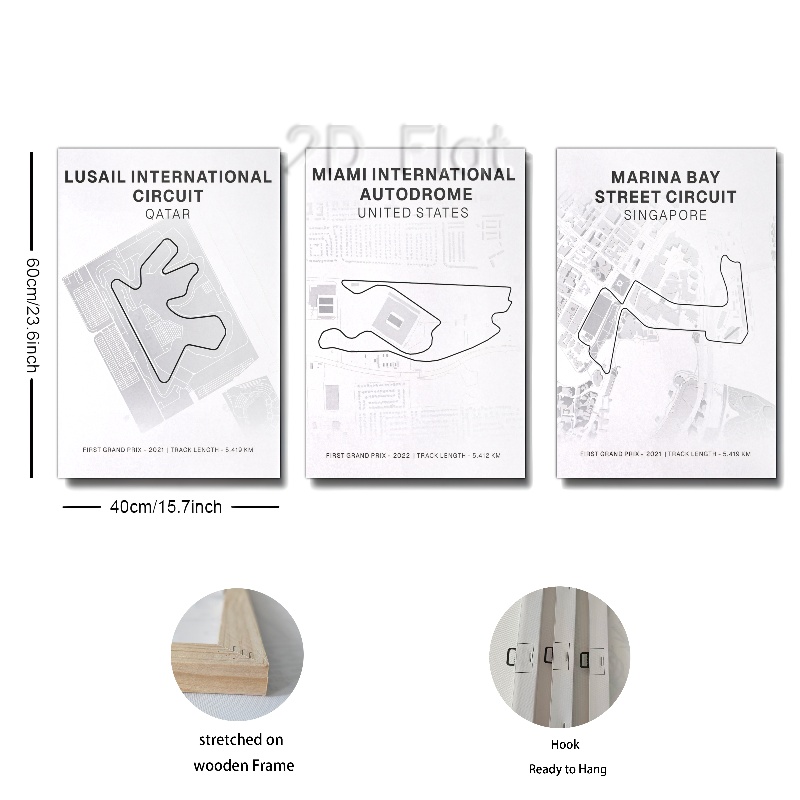 2D Flat
LUSAIL INTERNATIONAL
CIRCUIT
QATAR
FIRST GRAND PRIX - 2021 | TRACK LENGTH - 5.419 KM
MIAMI INTERNATIONAL
AUTODROME
UNITED STATES
FIRST GRAND PRIX - 2022 | TRACK LENGTH - 5.412 KM
MARINA BAY
STREET CIRCUIT
SINGAPORE
FIRST GRAND PRIX - 2021 | TRACK LENGTH - 5.419 KM
60cm/23.6inch
40cm/15.7inch
stretched on
wooden Frame
Hook
Ready to Hang